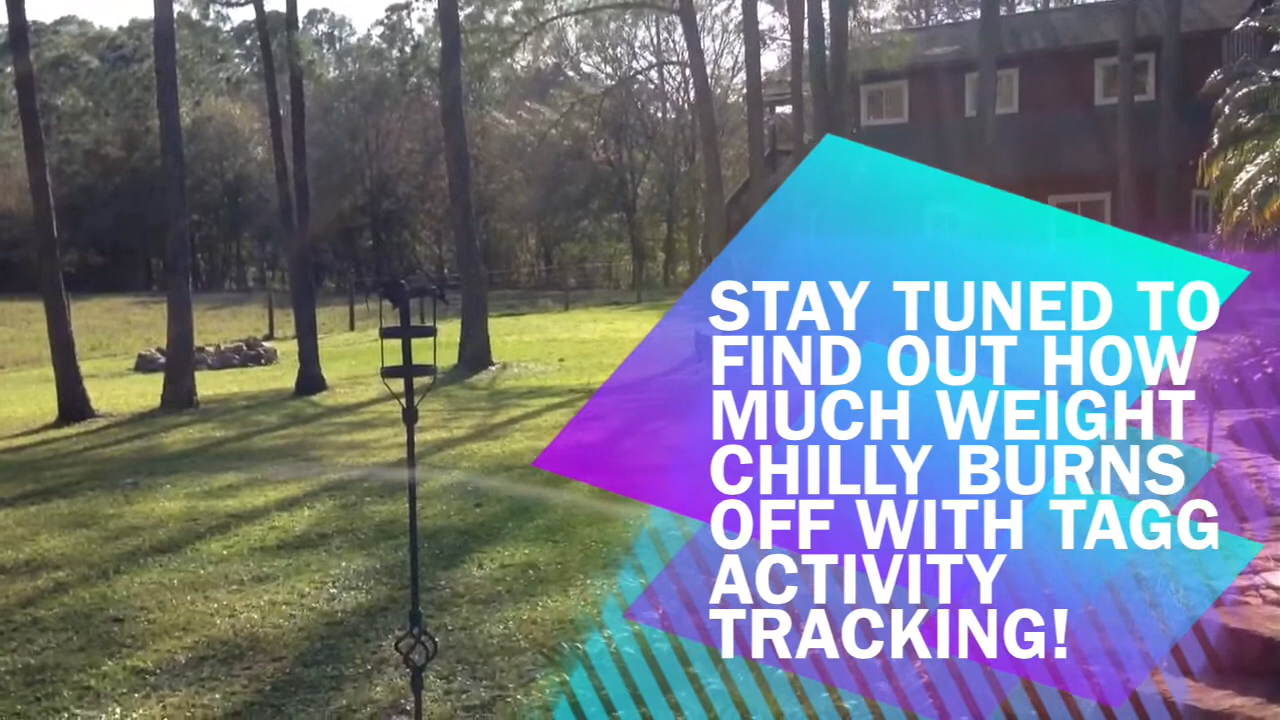 STAY TUNED TO
FIND OUT HOW
MUCH WEIGHT
CHILLY BURNS
OFF WITH TAGG
ACTIVITY
TRACKING!